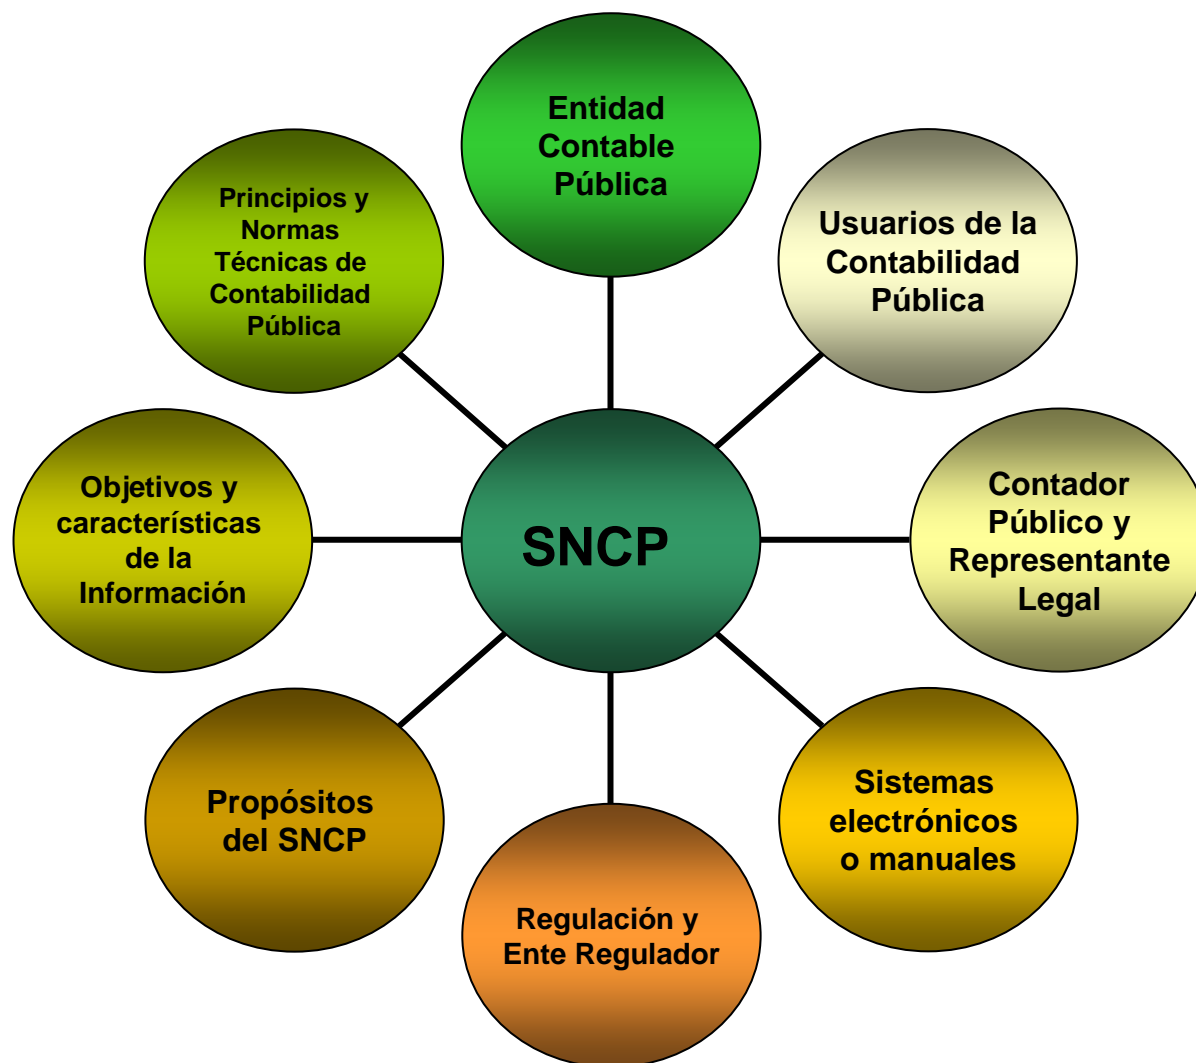 Entidad
Contable
Pública
Principios y
Normas
Técnicas de
Contabilidad
Pública
Usuarios de la
Contabilidad
Pública
Objetivos y
características
de la
Información
SNCP
Contador
Público y
Representante
Legal
Propósitos
del SNCP
Sistemas
electrónicos
o manuales
Regulación y
Ente Regulador